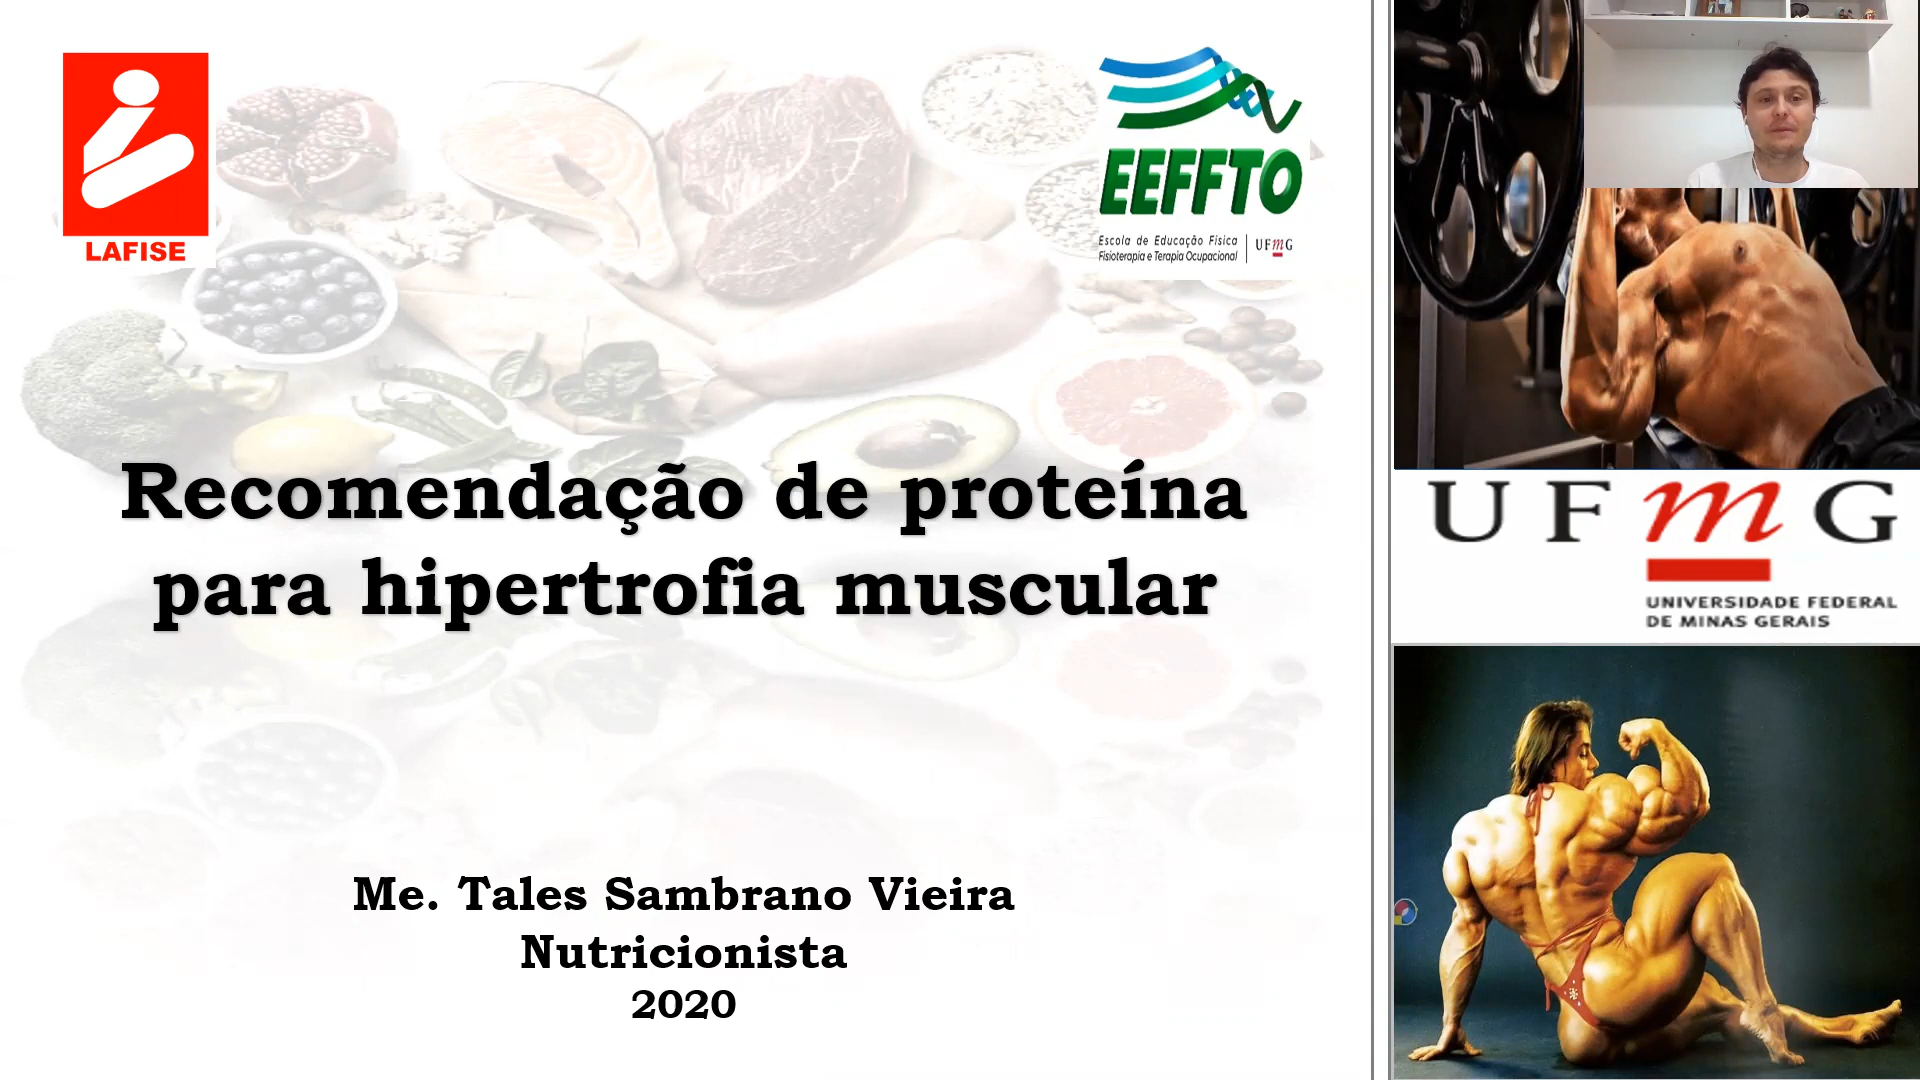 LAFISE
EEFFTO
Escola de Educação Física
Fisioterapia e Terapia Ocupacional
UFmG
Recomendação de proteína
para hipertrofia muscular
Me. Tales Sambrano Vieira
Nutricionista
2020
UFmG
UNIVERSIDADE FEDERAL
DE MINAS GERAIS